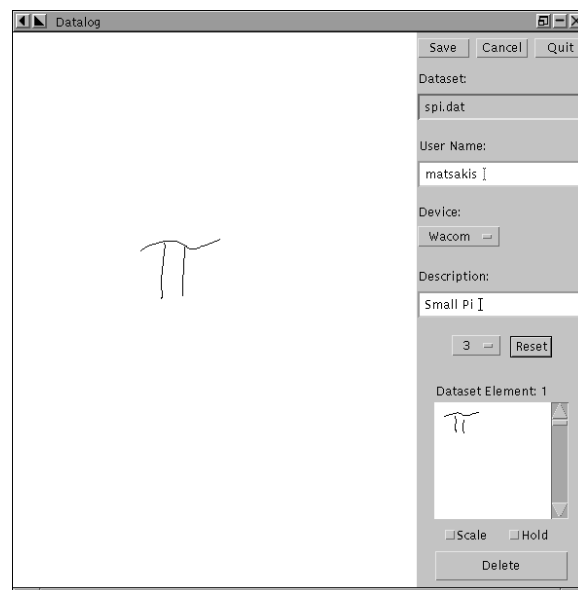 Datalog
Save Cancel Quit
Dataset:
spi.dat
User Name:
matsakis
Device:
Wacom
Description:
Small Pi
π
3 Reset
Dataset Element: 1
π
Scale Hold
Delete